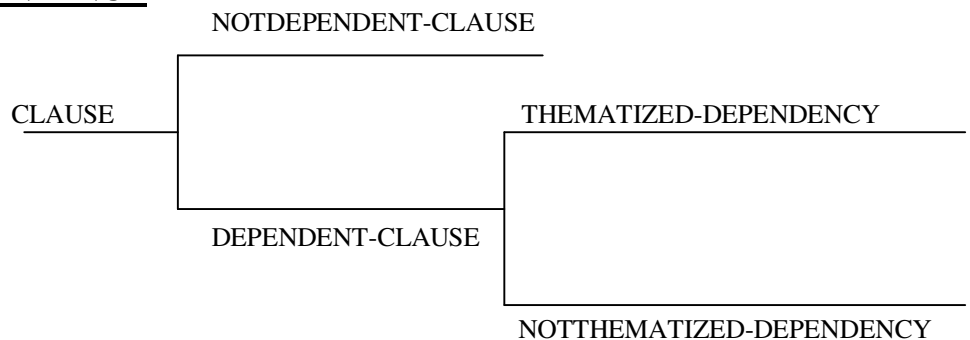 NOTDEPENDENT-CLAUSE
CLAUSE
THEMATIZED-DEPENDENCY
DEPENDENT-CLAUSE
NOTTHEMATIZED-DEPENDENCY